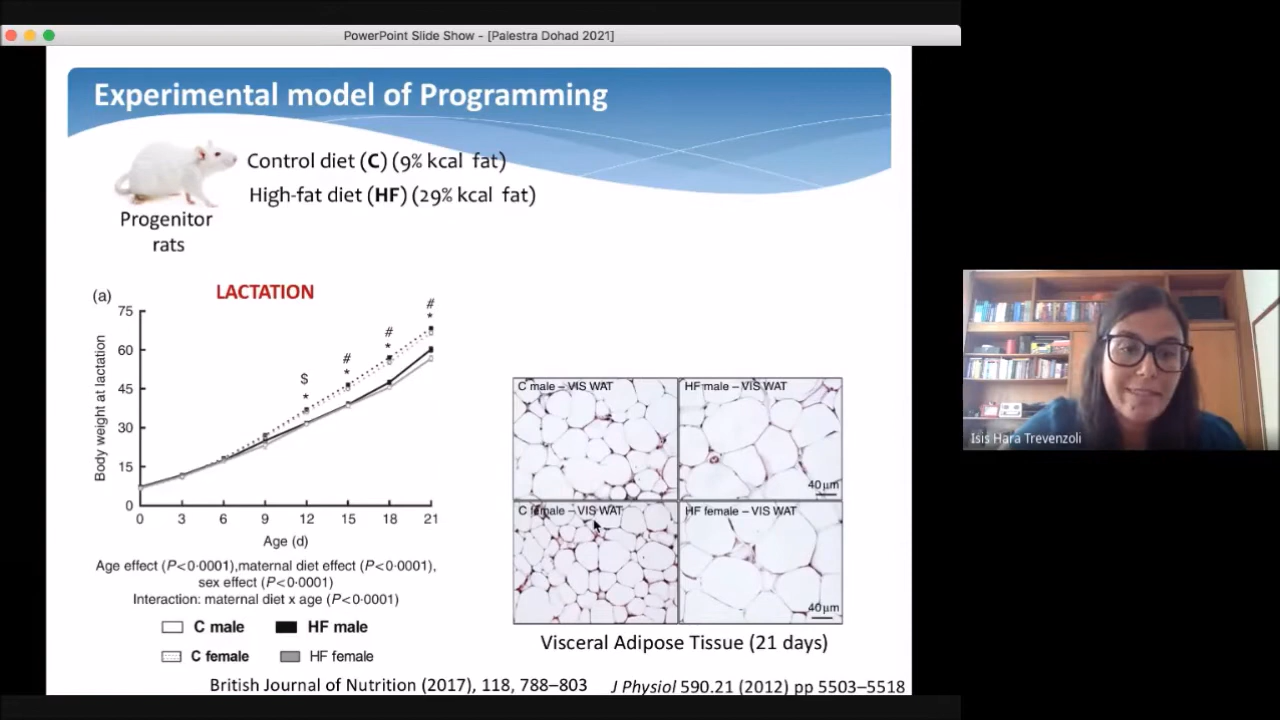 PowerPoint Slide Show - [Palestra Dohad 2021]
Experimental model of Programming
Control diet (C) (9% kcal fat)
High-fat diet (HF) (29% kcal fat)
Progenitor
rats
LACTATION
(a)
75
60
45
30
15
0
Body weight at lactation
# * # * # * $ *
0 3 6 9 12 15 18 21
Age (d)
Age effect (P<0·0001),maternal diet effect (P<0·0001),
sex effect (P<0·0001)
Interaction: maternal diet x age (P<0·0001)
C male HF male
C female HF female
C male – VIS WAT
HF male – VIS WAT
40 µm
C female – VIS WAT
HF female – VIS WAT
40 µm
Visceral Adipose Tissue (21 days)
British Journal of Nutrition (2017), 118, 788–803
J Physiol 590.21 (2012) pp 5503–5518
Isis Hara Trevenzoli